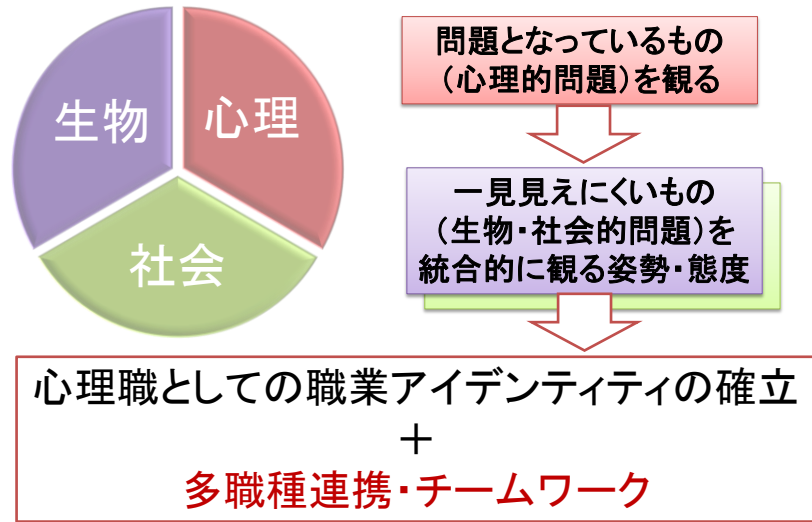 生物
心理
社会
問題となっているもの
（心理的問題）を観る
一見見えにくいもの
（生物・社会的問題）を
統合的に観る姿勢・態度
心理職としての職業アイデンティティの確立
＋
多職種連携・チームワーク